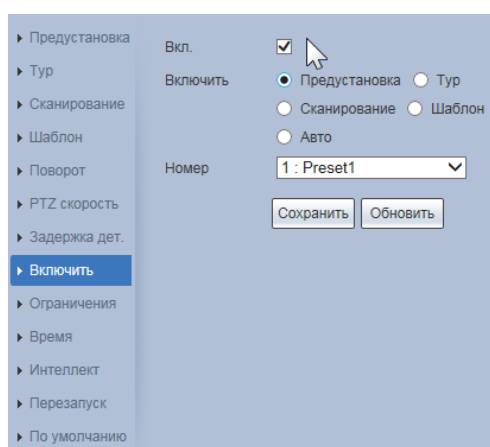 Предустановка
Тур
Сканирование
Шаблон
Поворот
PTZ скорость
Задержка дет.
Включить
Ограничения
Время
Интеллект
Перезапуск
По умолчанию
Вкл.
Включить Предустановка Тур
Сканирование Шаблон
Авто
Номер 1 : Preset1
Сохранить Обновить